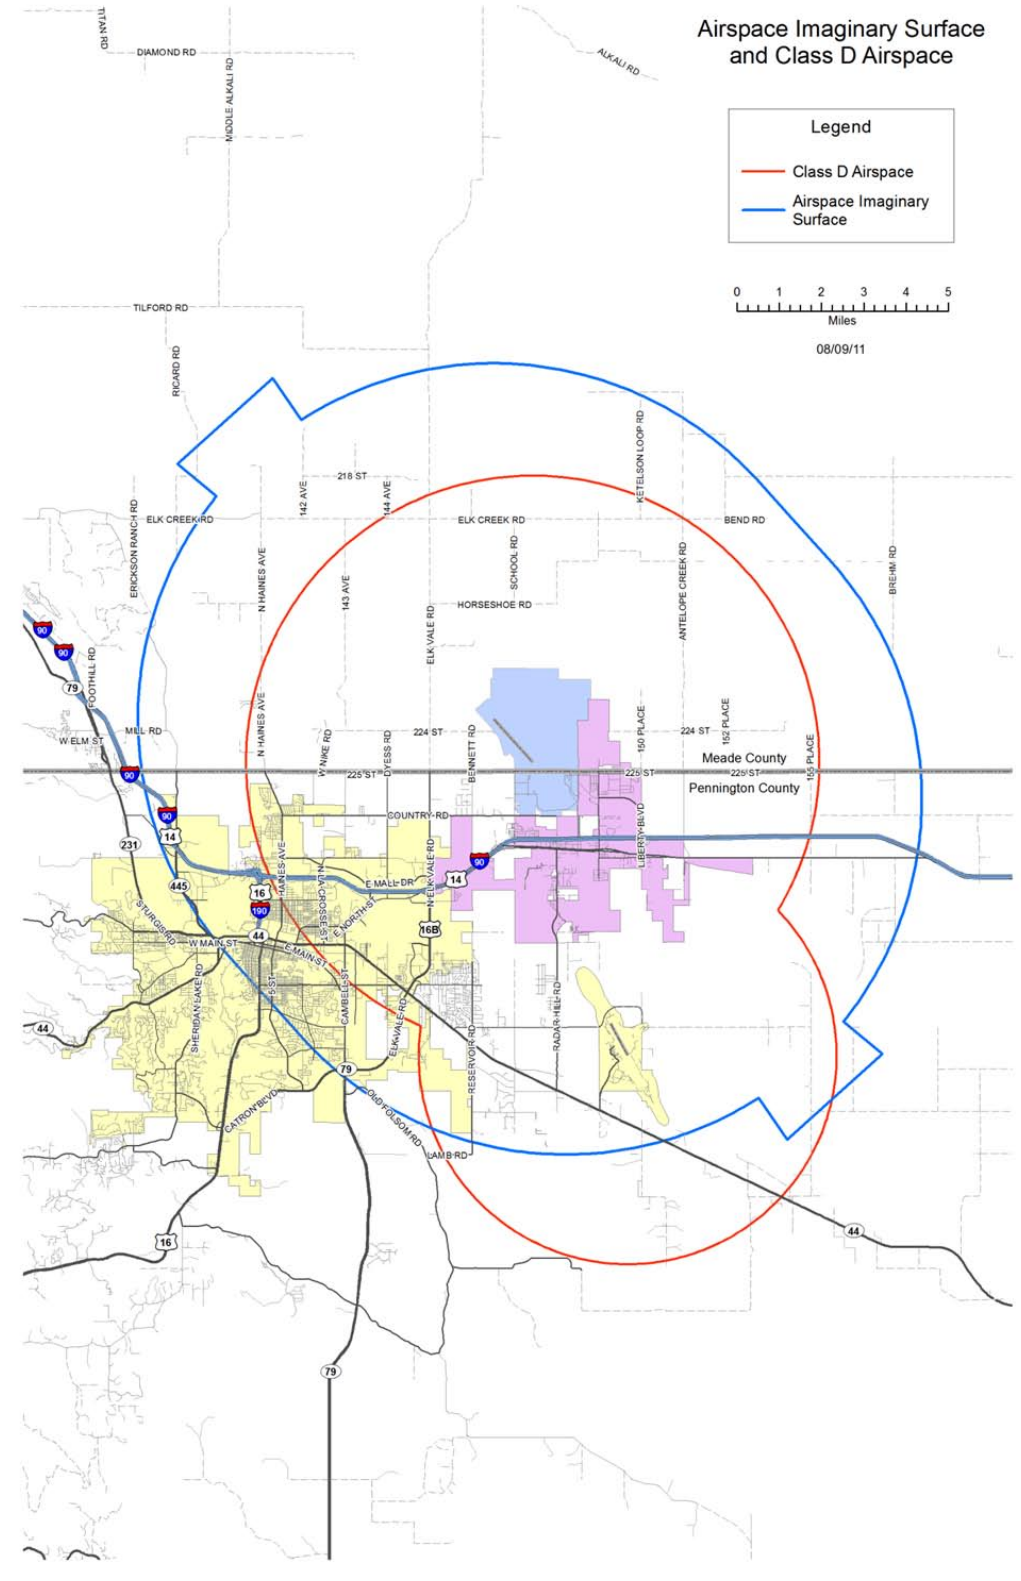 Airspace Imaginary Surface
and Class D Airspace
Legend
Class D Airspace
Airspace Imaginary
Surface
0 1 2 3 4 5
Miles
08/09/11
TITAN RD
DIAMOND RD
MIDDLE ALKALI RD
ALKALI RD
TILFORD RD
RICARD RD
KETELSON LOOP RD
218 ST
142 AVE
144 AVE
ERICKSON RANCH RD
ELK CREEK RD
ELK CREEK RD
BEND RD
N HAINES AVE
143 AVE
SCHOOL RD
ANTELOPE CREEK RD
BREHM RD
HORSESHOE RD
ELK VALE RD
90
90
FOOTHILL RD
79
N HAINES AVE
MILL RD
W ELM ST
W NIKE RD
DYESS RD
224 ST
BENNETT RD
150 PLACE
224 ST
152 PLACE
155 PLACE
Meade County
90
225 ST
225 ST
225 ST
Pennington County
90
COUNTRY RD
LIBERTY BLVD
14
231
HAINES AVE
N ELK VALE RD
90
445
16
N LA CROSSE ST
E MALL DR
14
190
STURGIS RD
E NORTH ST
16B
W MAIN ST
44
E MAIN ST
SHERIDAN LAKE RD
5 ST
CAMBELL ST
ELK VALE RD
RADAR HILL RD
44
RESERVOIR RD
79
CATRON BLVD
OLD FOLSOM RD
LAMB RD
16
44
79